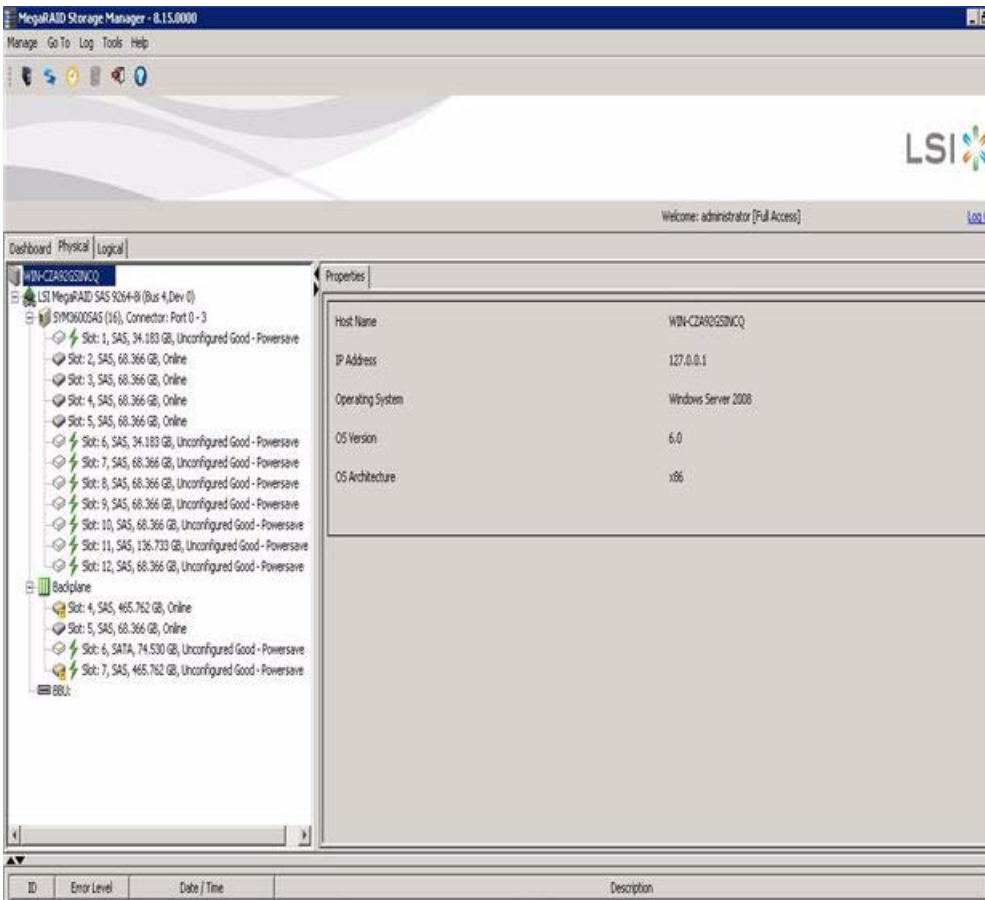 MegaRAID Storage Manager - 8.15.0000
Manage Go To Log Tools Help
LSI
Welcome: administrator [Full Access]
Log
Dashboard Physical Logical
WIN-CZA92GSINCQ
LSI MegaRAID SAS 9264-8i (Bus 4,Dev 0)
SYM3600SAS (16), Connector: Port 0 - 3
Slot: 1, SAS, 34.183 GB, Unconfigured Good - Powersave
Slot: 2, SAS, 68.366 GB, Online
Slot: 3, SAS, 68.366 GB, Online
Slot: 4, SAS, 68.366 GB, Online
Slot: 5, SAS, 68.366 GB, Online
Slot: 6, SAS, 34.183 GB, Unconfigured Good - Powersave
Slot: 7, SAS, 68.366 GB, Unconfigured Good - Powersave
Slot: 8, SAS, 68.366 GB, Unconfigured Good - Powersave
Slot: 9, SAS, 68.366 GB, Unconfigured Good - Powersave
Slot: 10, SAS, 68.366 GB, Unconfigured Good - Powersave
Slot: 11, SAS, 136.733 GB, Unconfigured Good - Powersave
Slot: 12, SAS, 68.366 GB, Unconfigured Good - Powersave
Backplane
Slot: 4, SAS, 465.762 GB, Online
Slot: 5, SAS, 68.366 GB, Online
Slot: 6, SATA, 74.530 GB, Unconfigured Good - Powersave
Slot: 7, SAS, 465.762 GB, Unconfigured Good - Powersave
BBU:
Properties
Host Name WIN-CZA92GSINCQ
IP Address 127.0.0.1
Operating System Windows Server 2008
OS Version 6.0
OS Architecture x86
ID Error Level Date / Time Description